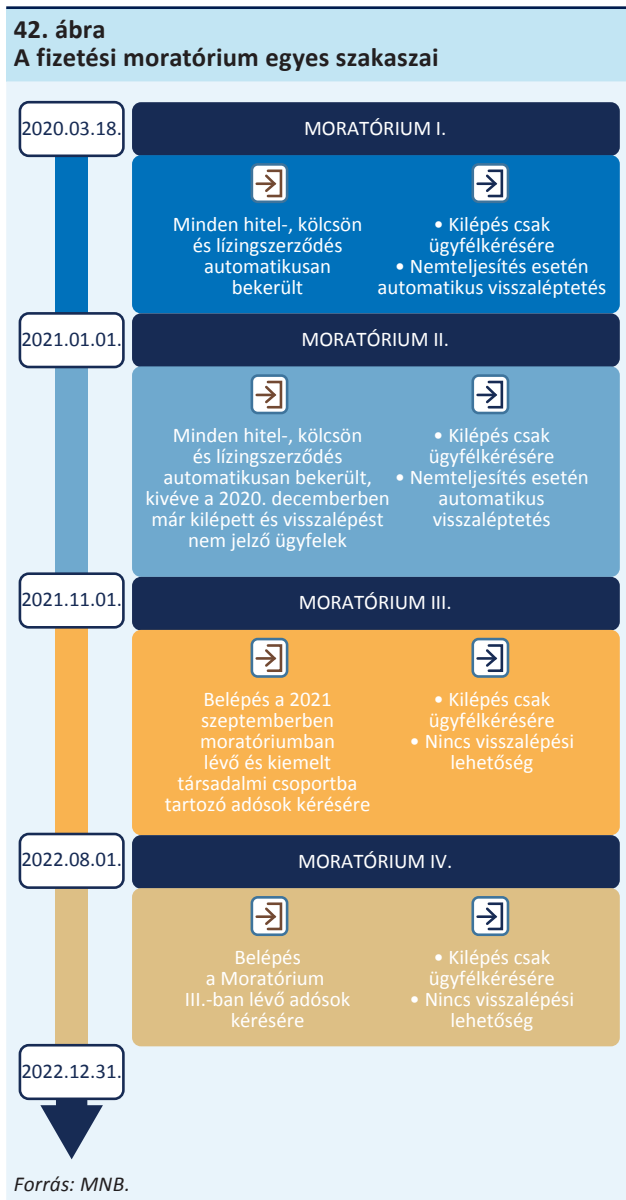 42. ábra
A fizetési moratórium egyes szakaszai
2020.03.18.
MORATÓRIUM I.
Minden hitel-, kölcsön
és lízingszerződés
automatikusan
bekerült
• Kilépés csak
ügyfélkérésére
• Nemteljesítés esetén
automatikus visszaléptetés
2021.01.01.
MORATÓRIUM II.
Minden hitel-, kölcsön
és lízingszerződés
automatikusan bekerült,
kivéve a 2020. decemberben
már kilépett és visszalépést
nem jelző ügyfelek
• Kilépés csak
ügyfélkérésére
• Nemteljesítés esetén
automatikus
visszaléptetés
2021.11.01.
MORATÓRIUM III.
Belépés a 2021
szeptemberben
moratóriumban
lévő és kiemelt
társadalmi csoportba
tartozó adósok kérésére
• Kilépés csak
ügyfélkérésére
• Nincs visszalépési
lehetőség
2022.08.01.
MORATÓRIUM IV.
Belépés
a Moratórium
III.-ban lévő adósok
kérésére
• Kilépés csak
ügyfélkérésére
• Nincs visszalépési
lehetőség
2022.12.31.
Forrás: MNB.